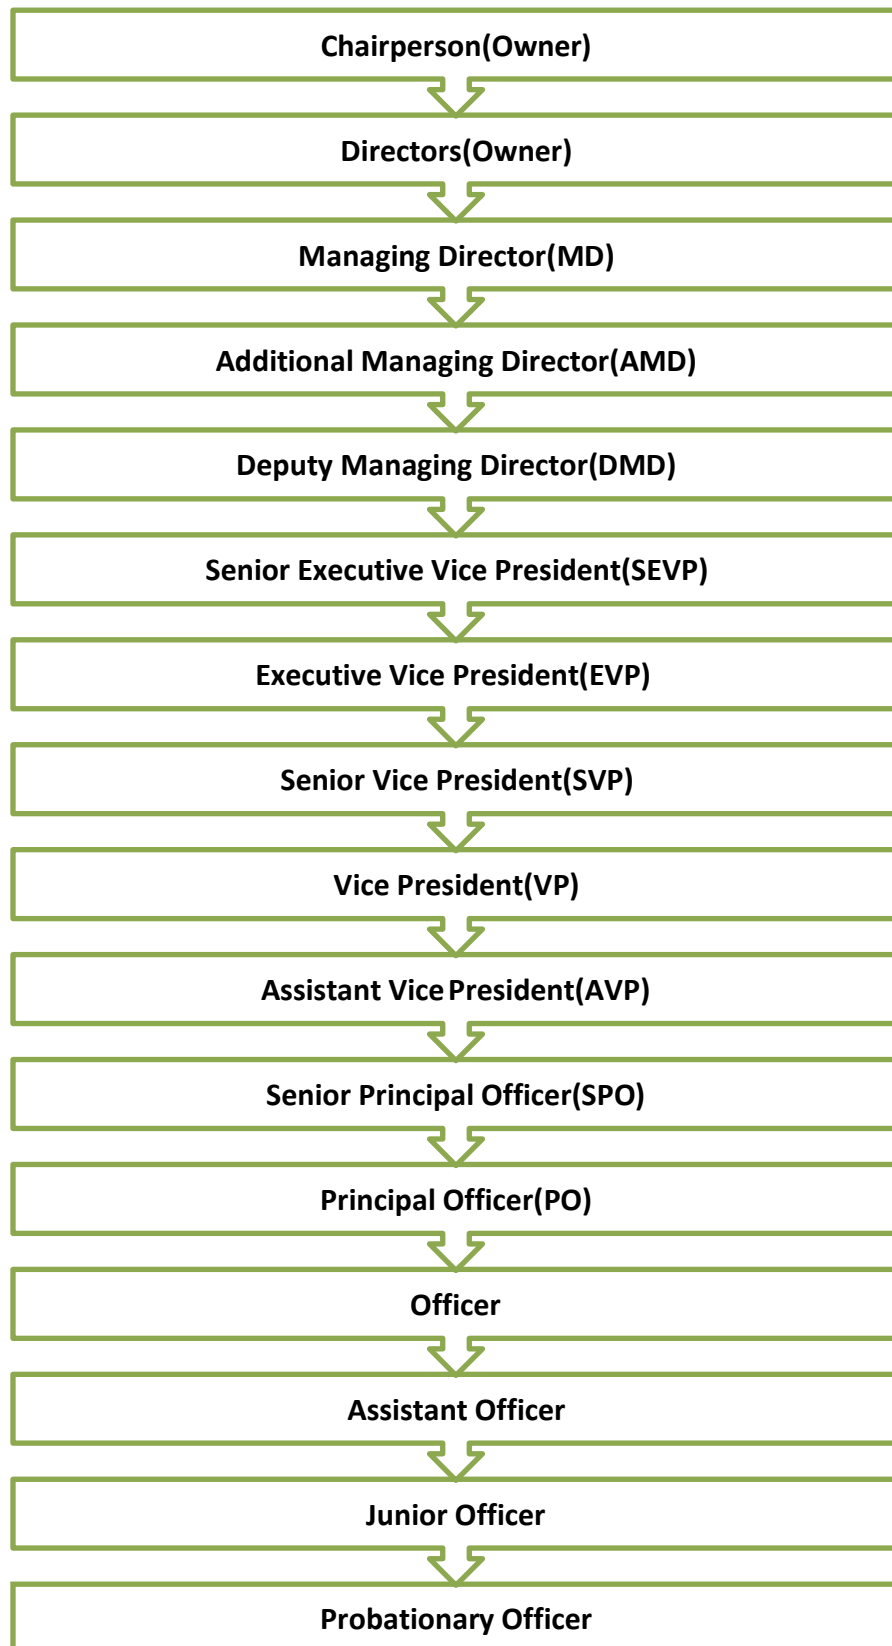 Chairperson(Owner)
Directors(Owner)
Managing Director(MD)
Additional Managing Director(AMD)
Deputy Managing Director(DMD)
Senior Executive Vice President(SEVP)
Executive Vice President(EVP)
Senior Vice President(SVP)
Vice President(VP)
Assistant Vice President(AVP)
Senior Principal Officer(SPO)
Principal Officer(PO)
Officer
Assistant Officer
Junior Officer
Probationary Officer